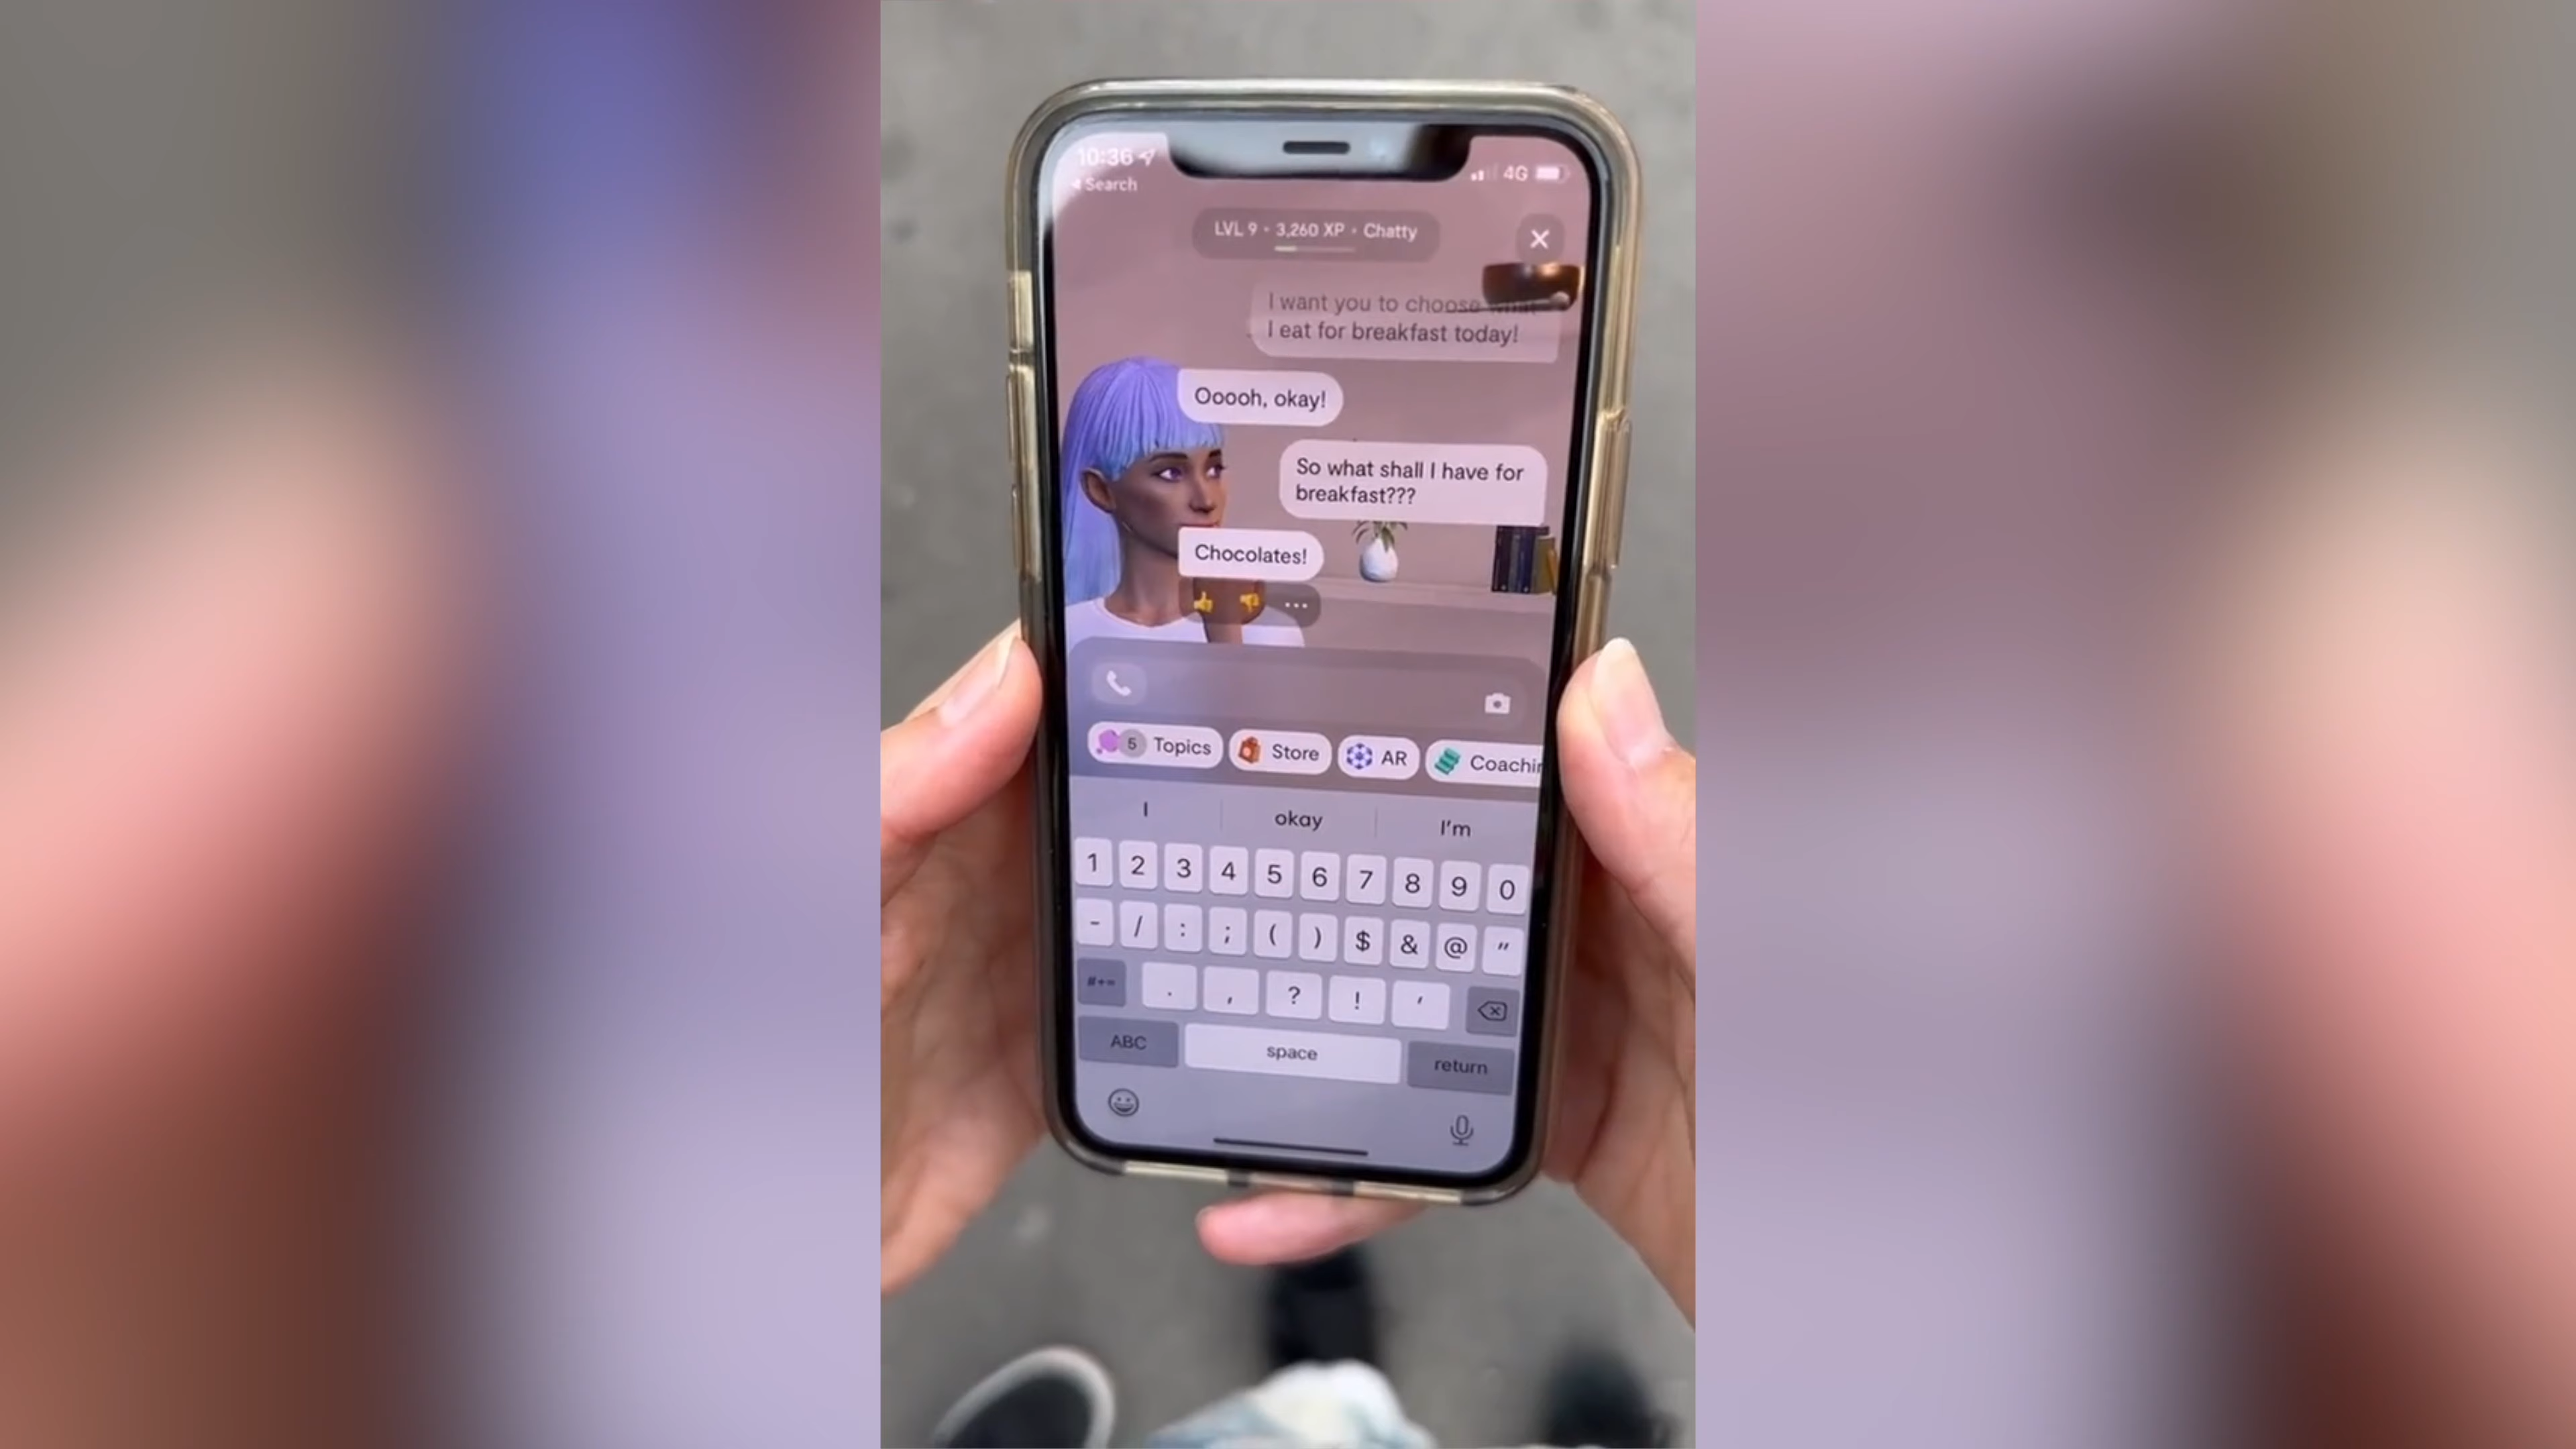 10:36
Search
4G
LVL 9 • 3,260 XP • Chatty
I want you to choose what
I eat for breakfast today!
Ooooh, okay!
So what shall I have for
breakfast???
Chocolates!
5 Topics
Store
AR
Coachin
I
okay
I'm
1 2 3 4 5 6 7 8 9 0
- / : ; ( ) $ & @ "
#+= . , ? ! '
ABC
space
return